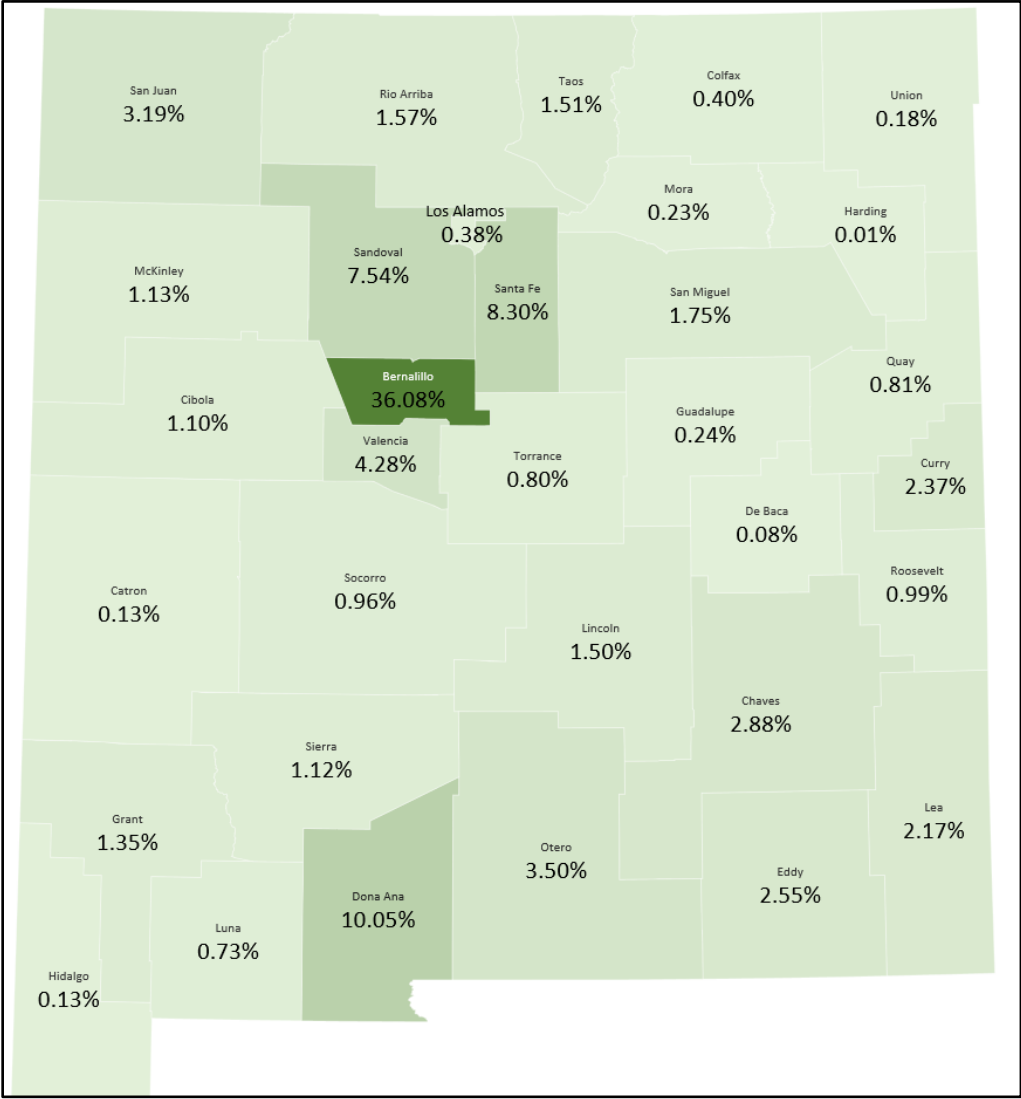 San Juan
3.19%
Rio Arriba
1.57%
Taos
1.51%
Colfax
0.40%
Union
0.18%
Mora
0.23%
Harding
0.01%
Los Alamos
0.38%
Sandoval
7.54%
Santa Fe
8.30%
San Miguel
1.75%
McKinley
1.13%
Quay
0.81%
Bernalillo
36.08%
Cibola
1.10%
Guadalupe
0.24%
Valencia
4.28%
Torrance
0.80%
Curry
2.37%
De Baca
0.08%
Roosevelt
0.99%
Socorro
0.96%
Catron
0.13%
Lincoln
1.50%
Chaves
2.88%
Sierra
1.12%
Lea
2.17%
Grant
1.35%
Otero
3.50%
Eddy
2.55%
Dona Ana
10.05%
Luna
0.73%
Hidalgo
0.13%